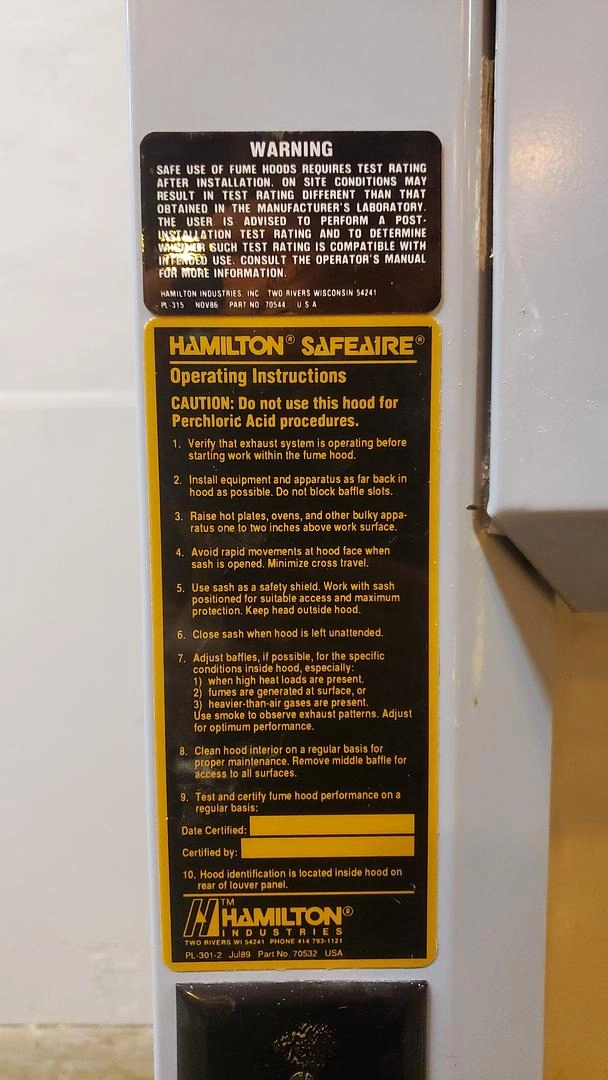 WARNING
SAFE USE OF FUME HOODS REQUIRES TEST RATING
AFTER INSTALLATION. ON SITE CONDITIONS MAY
RESULT IN TEST RATING DIFFERENT THAN THAT
OBTAINED IN THE MANUFACTURER'S LABORATORY.
THE USER IS ADVISED TO PERFORM A POST-
INSTALLATION TEST RATING AND TO DETERMINE
WHETHER SUCH TEST RATING IS COMPATIBLE WITH
INTENDED USE. CONSULT THE OPERATOR'S MANUAL
FOR MORE INFORMATION.
HAMILTON INDUSTRIES, INC TWO RIVERS WISCONSIN 54241
PL-315 NOV86 PART NO 70544 U S A
HAMILTON® SAFEAIRE®
Operating Instructions
CAUTION: Do not use this hood for
Perchloric Acid procedures.
1. Verify that exhaust system is operating before
starting work within the fume hood.
2. Install equipment and apparatus as far back in
hood as possible. Do not block baffle slots.
3. Raise hot plates, ovens, and other bulky appa-
ratus one to two inches above work surface.
4. Avoid rapid movements at hood face when
sash is opened. Minimize cross travel.
5. Use sash as a safety shield. Work with sash
positioned for suitable access and maximum
protection. Keep head outside hood.
6. Close sash when hood is left unattended.
7. Adjust baffles, if possible, for the specific
conditions inside hood, especially:
1) when high heat loads are present.
2) fumes are generated at surface, or
3) heavier-than-air gases are present.
Use smoke to observe exhaust patterns. Adjust
for optimum performance.
8. Clean hood interior on a regular basis for
proper maintenance. Remove middle baffle for
access to all surfaces.
9. Test and certify fume hood performance on a
regular basis:
Date Certified:
Certified by:
10. Hood identification is located inside hood on
rear of louver panel.
H™ HAMILTON®
INDUSTRIES
TWO RIVERS WI 54241 PHONE 414 793-1121
PL-301-2 Jul89 Part No. 70532 USA